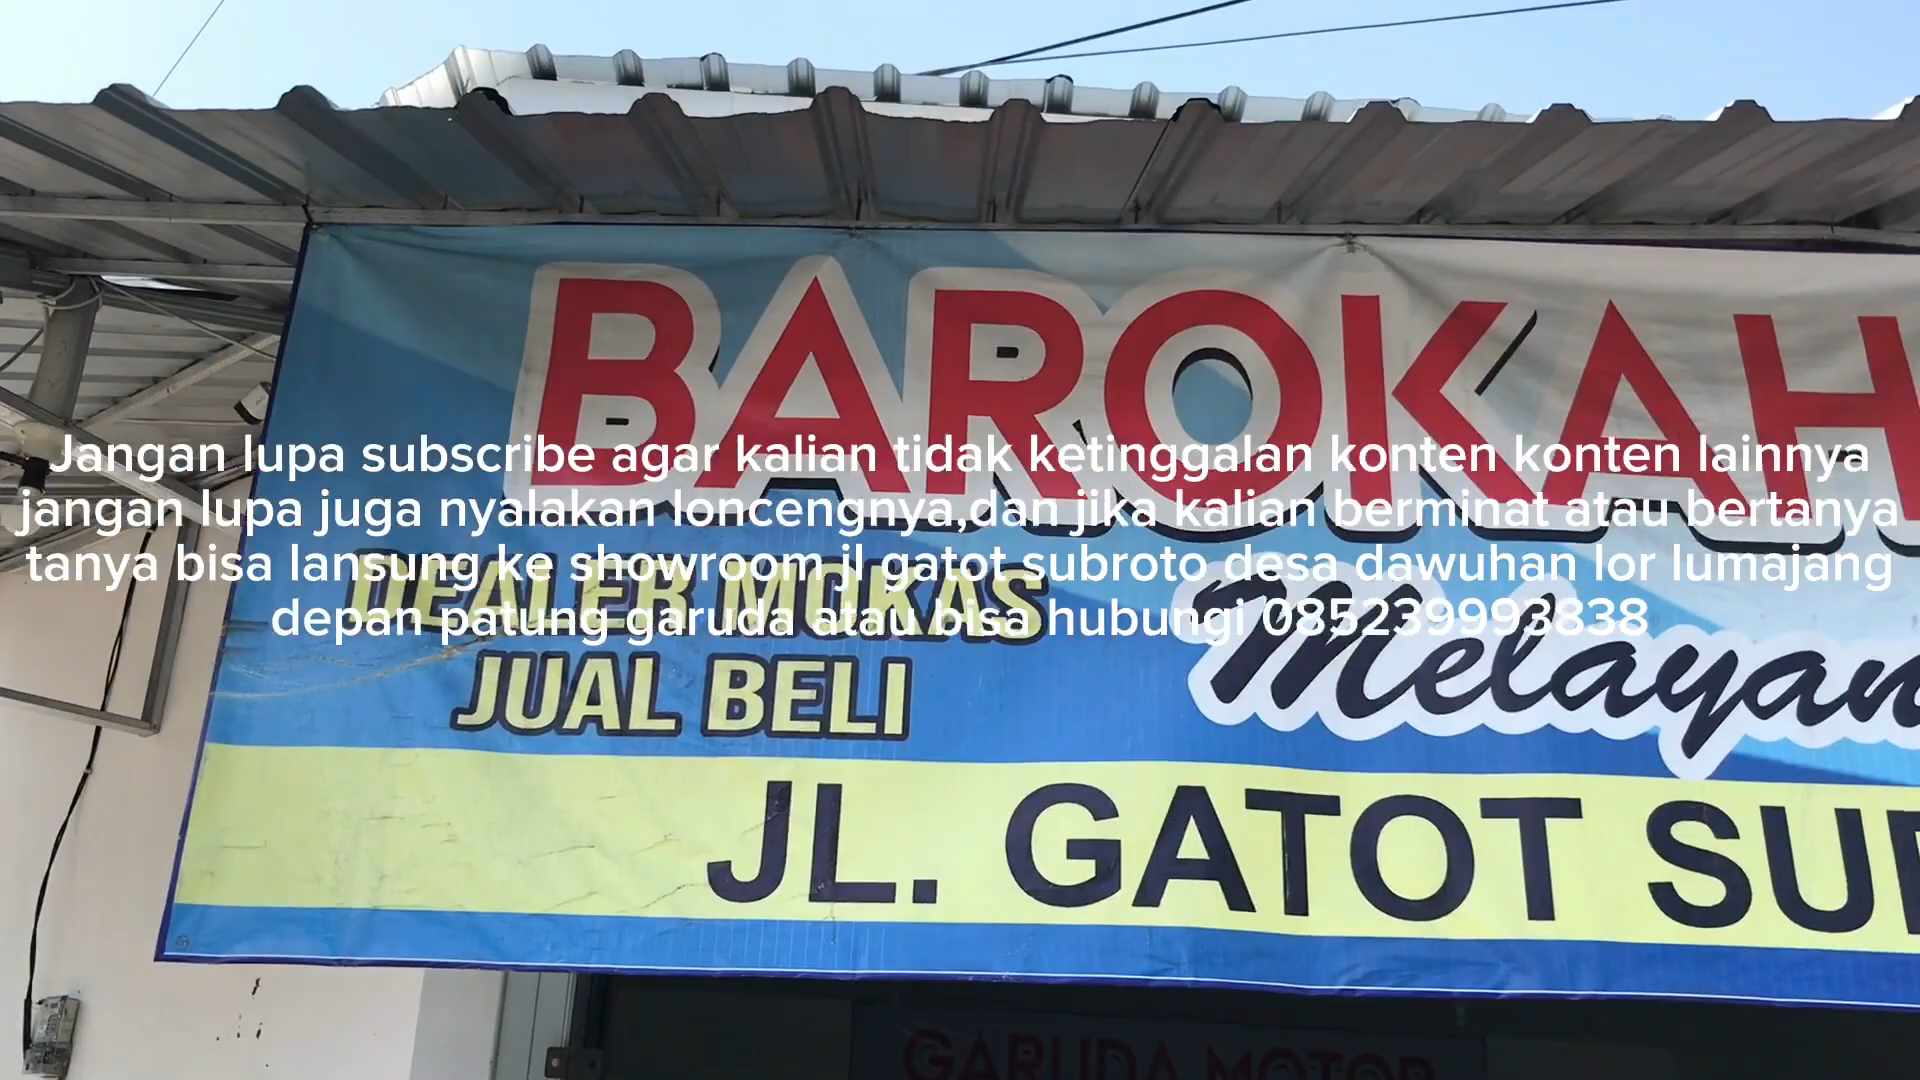 BAROKAH
Jangan lupa subscribe agar kalian tidak ketinggalan konten konten lainnya
jangan lupa juga nyalakan loncengnya,dan jika kalian berminat atau bertanya
tanya bisa lansung ke showroom jl gatot subroto desa dawuhan lor lumajang
depan patung garuda atau bisa hubungi 085239993838
DEALER MOKAS
JUAL BELI
Melayan
JL. GATOT SU
GARUDA MOTOR